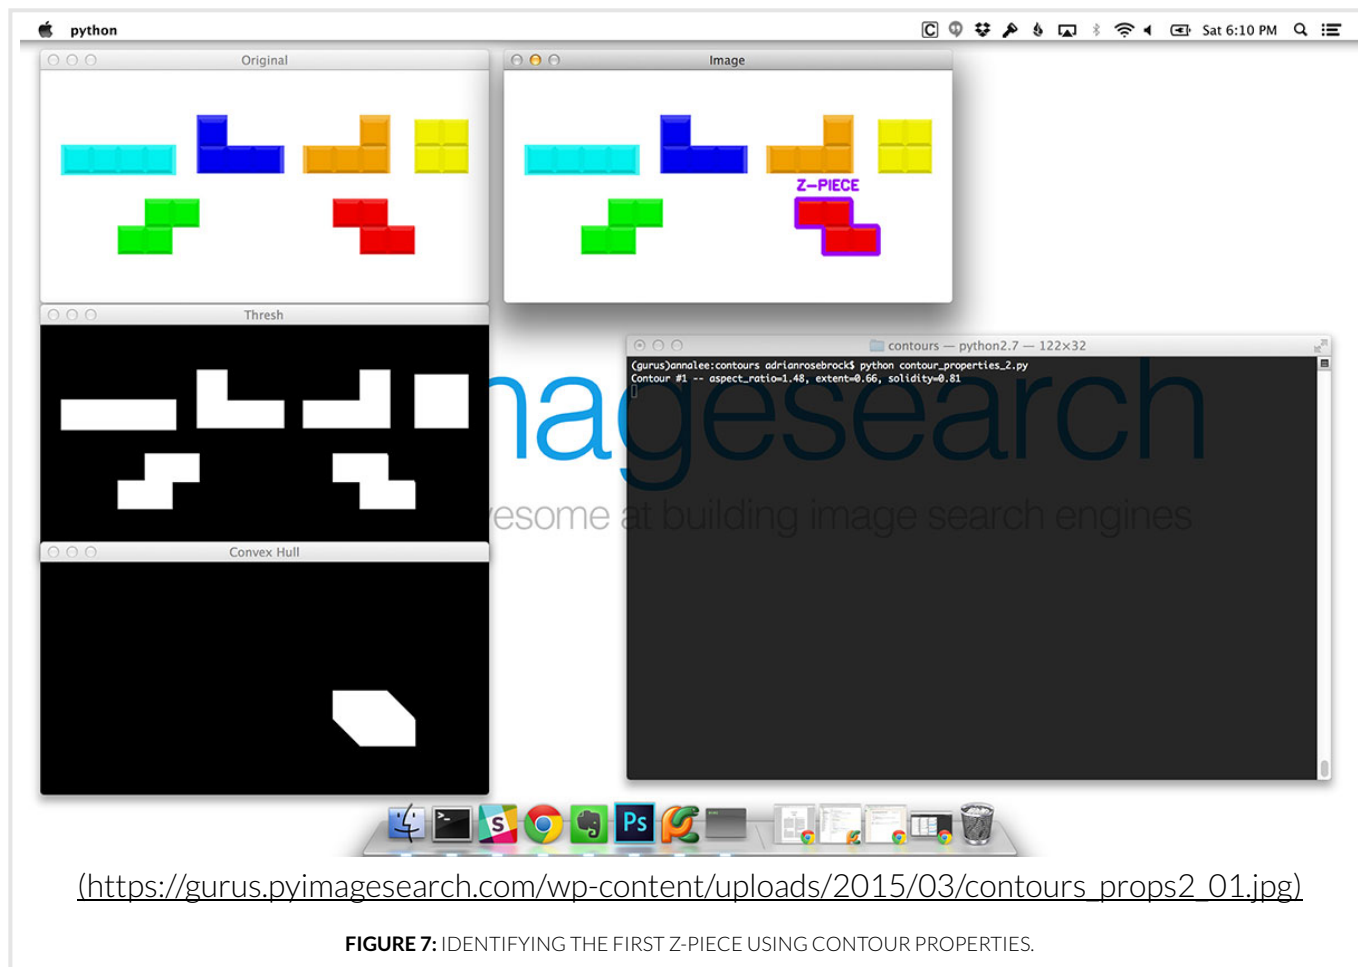 python
Sat 6:10 PM
Original
Image
Z-PIECE
Thresh
contours — python2.7 — 122×32
(gurus)annalee:contours adrianrosebrock$ python contour_properties_2.py
Contour #1 -- aspect_ratio=1.48, extent=0.66, solidity=0.81
magesearch
esome at building image search engines
Convex Hull
Ps
(https://gurus.pyimagesearch.com/wp-content/uploads/2015/03/contours_props2_01.jpg)
FIGURE 7: IDENTIFYING THE FIRST Z-PIECE USING CONTOUR PROPERTIES.